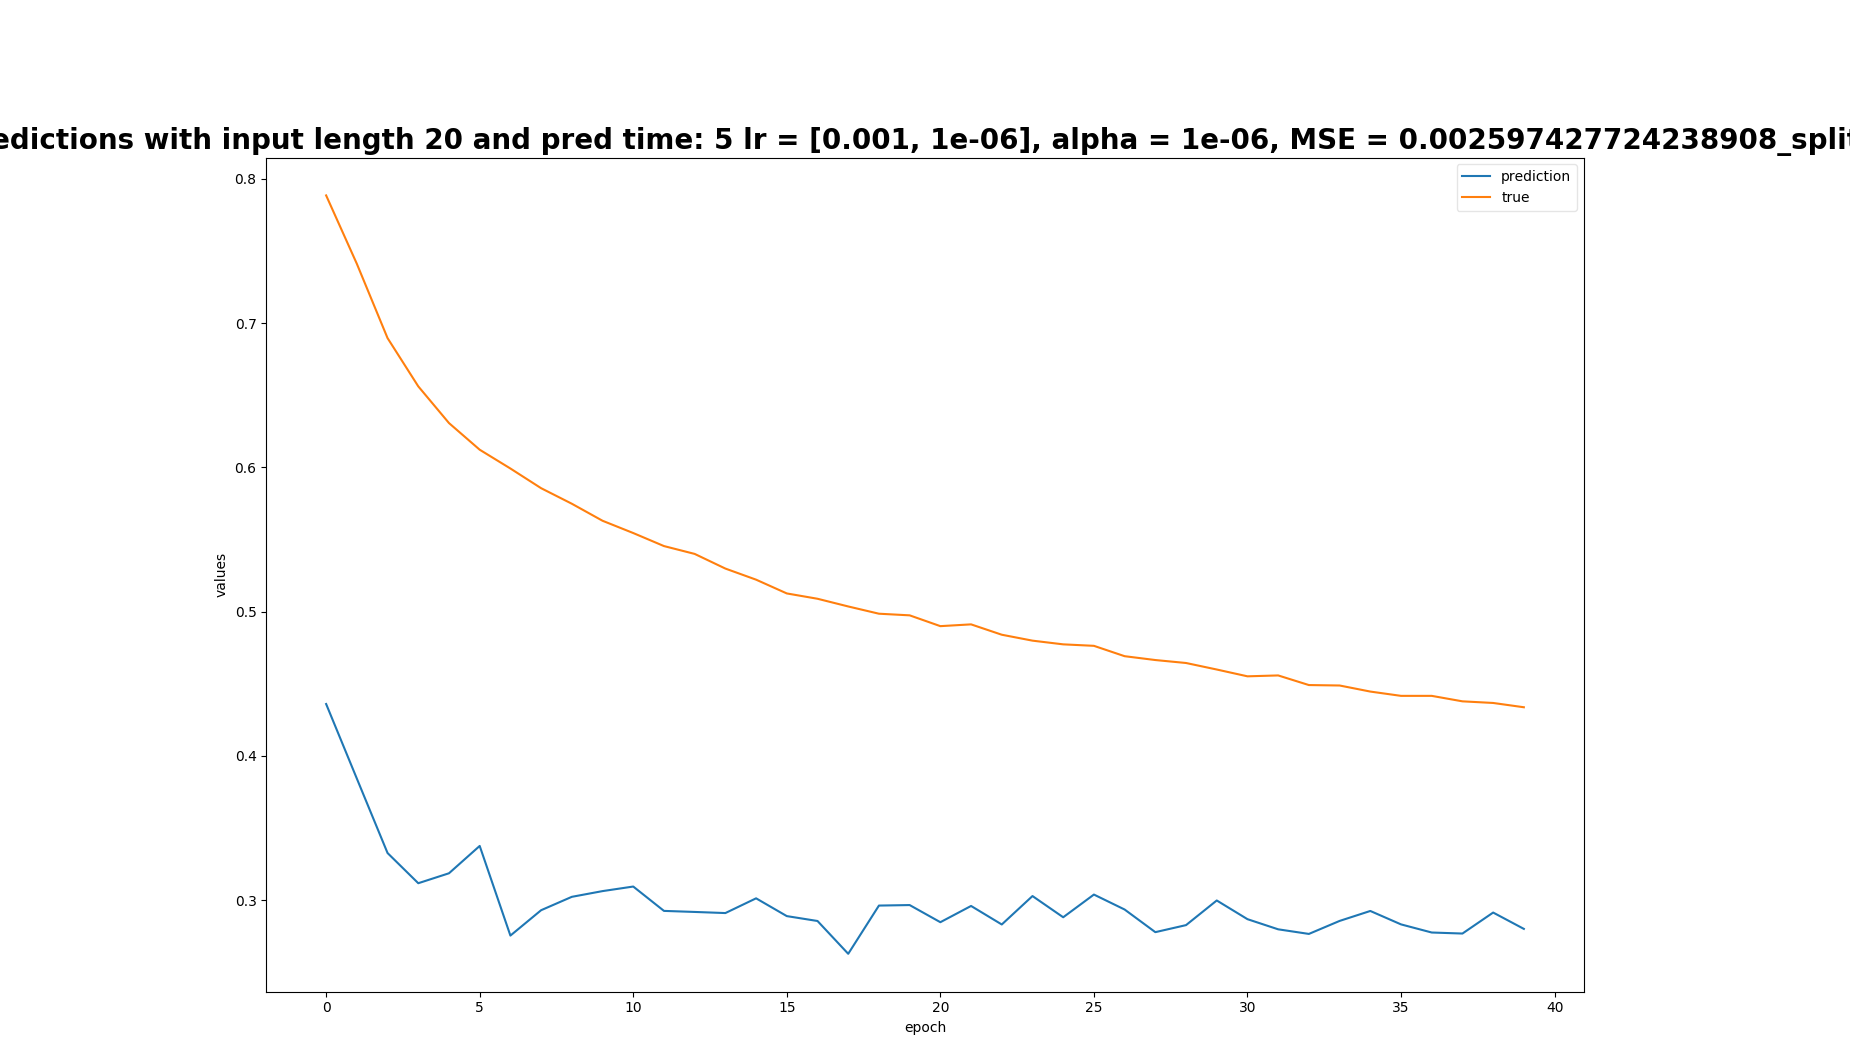 edictions with input length 20 and pred time: 5 lr = [0.001, 1e-06], alpha = 1e-06, MSE = 0.002597427724238908_split
prediction
true
0.8
0.7
0.6
0.5
0.4
0.3
values
0 5 10 15 20 25 30 35 40
epoch